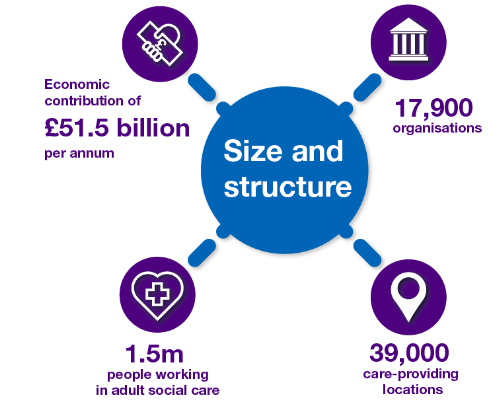 Economic
contribution of
£51.5 billion
per annum
17,900
organisations
Size and
structure
1.5m
people working
in adult social care
39,000
care-providing
locations